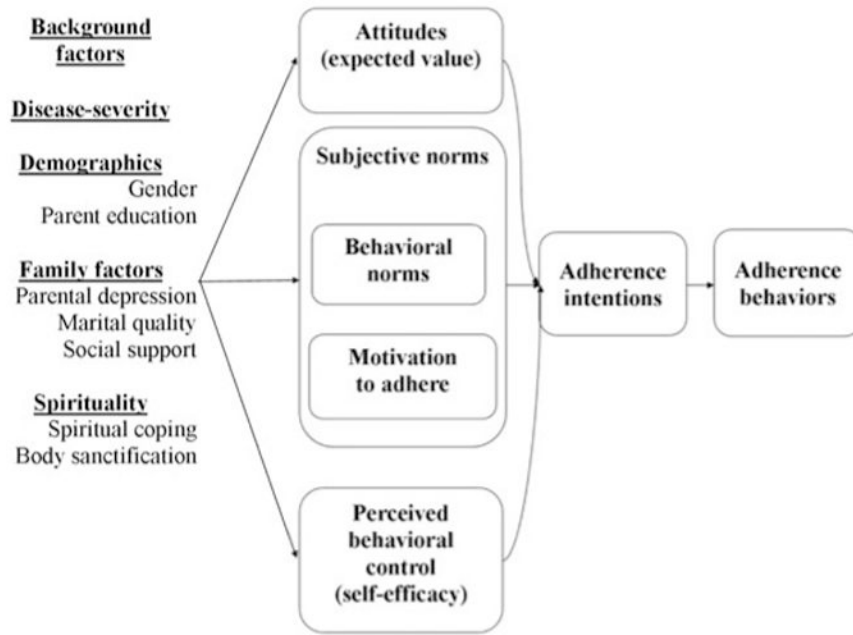 Background
factors
Disease-severity
Demographics
Gender
Parent education
Family factors
Parental depression
Marital quality
Social support
Spirituality
Spiritual coping
Body sanctification
Attitudes
(expected value)
Subjective norms
Behavioral
norms
Motivation
to adhere
Perceived
behavioral
control
(self-efficacy)
Adherence
intentions
Adherence
behaviors